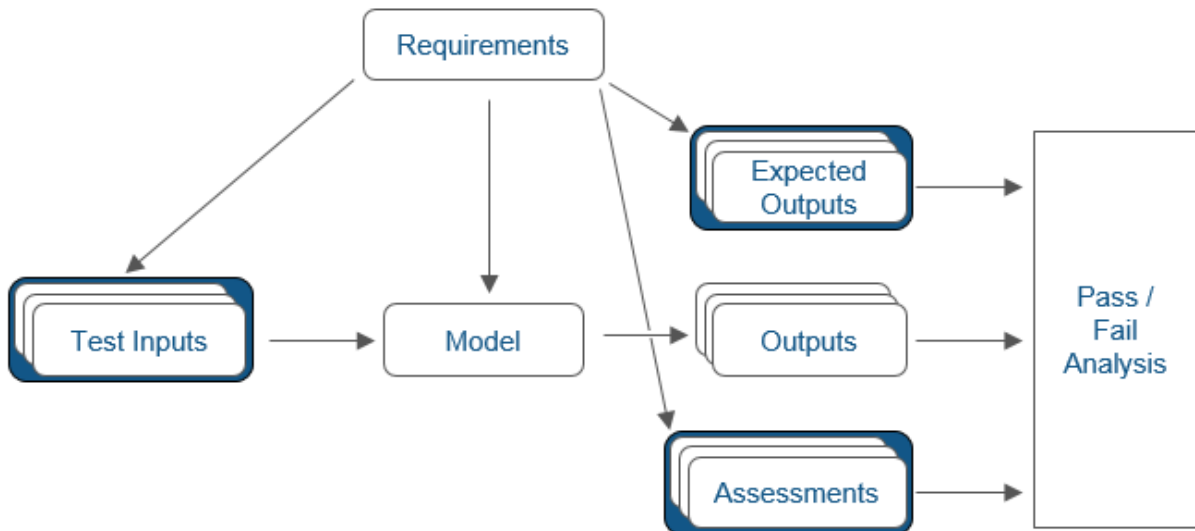 Requirements
Expected
Outputs
Test Inputs
Model
Outputs
Pass /
Fail
Analysis
Assessments